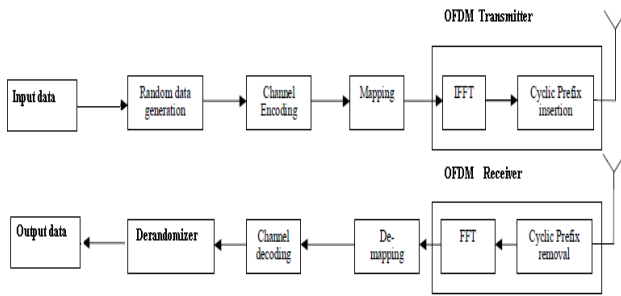 OFDM Transmitter
Input data
Random data
generation
Channel
Encoding
Mapping
IFFT
Cyclic Prefix
insertion
OFDM Receiver
Output data
Derandomizer
Channel
decoding
De-
mapping
FFT
Cyclic Prefix
removal